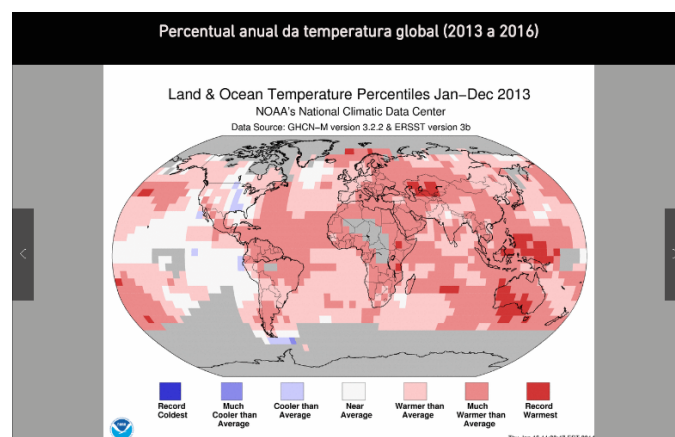 Percentual anual da temperatura global (2013 a 2016)
Land & Ocean Temperature Percentiles Jan–Dec 2013
NOAA's National Climatic Data Center
Data Source: GHCN–M version 3.2.2 & ERSST version 3b
Record
Coldest
Much
Cooler than
Average
Cooler than
Average
Near
Average
Warmer than
Average
Much
Warmer than
Average
Record
Warmest